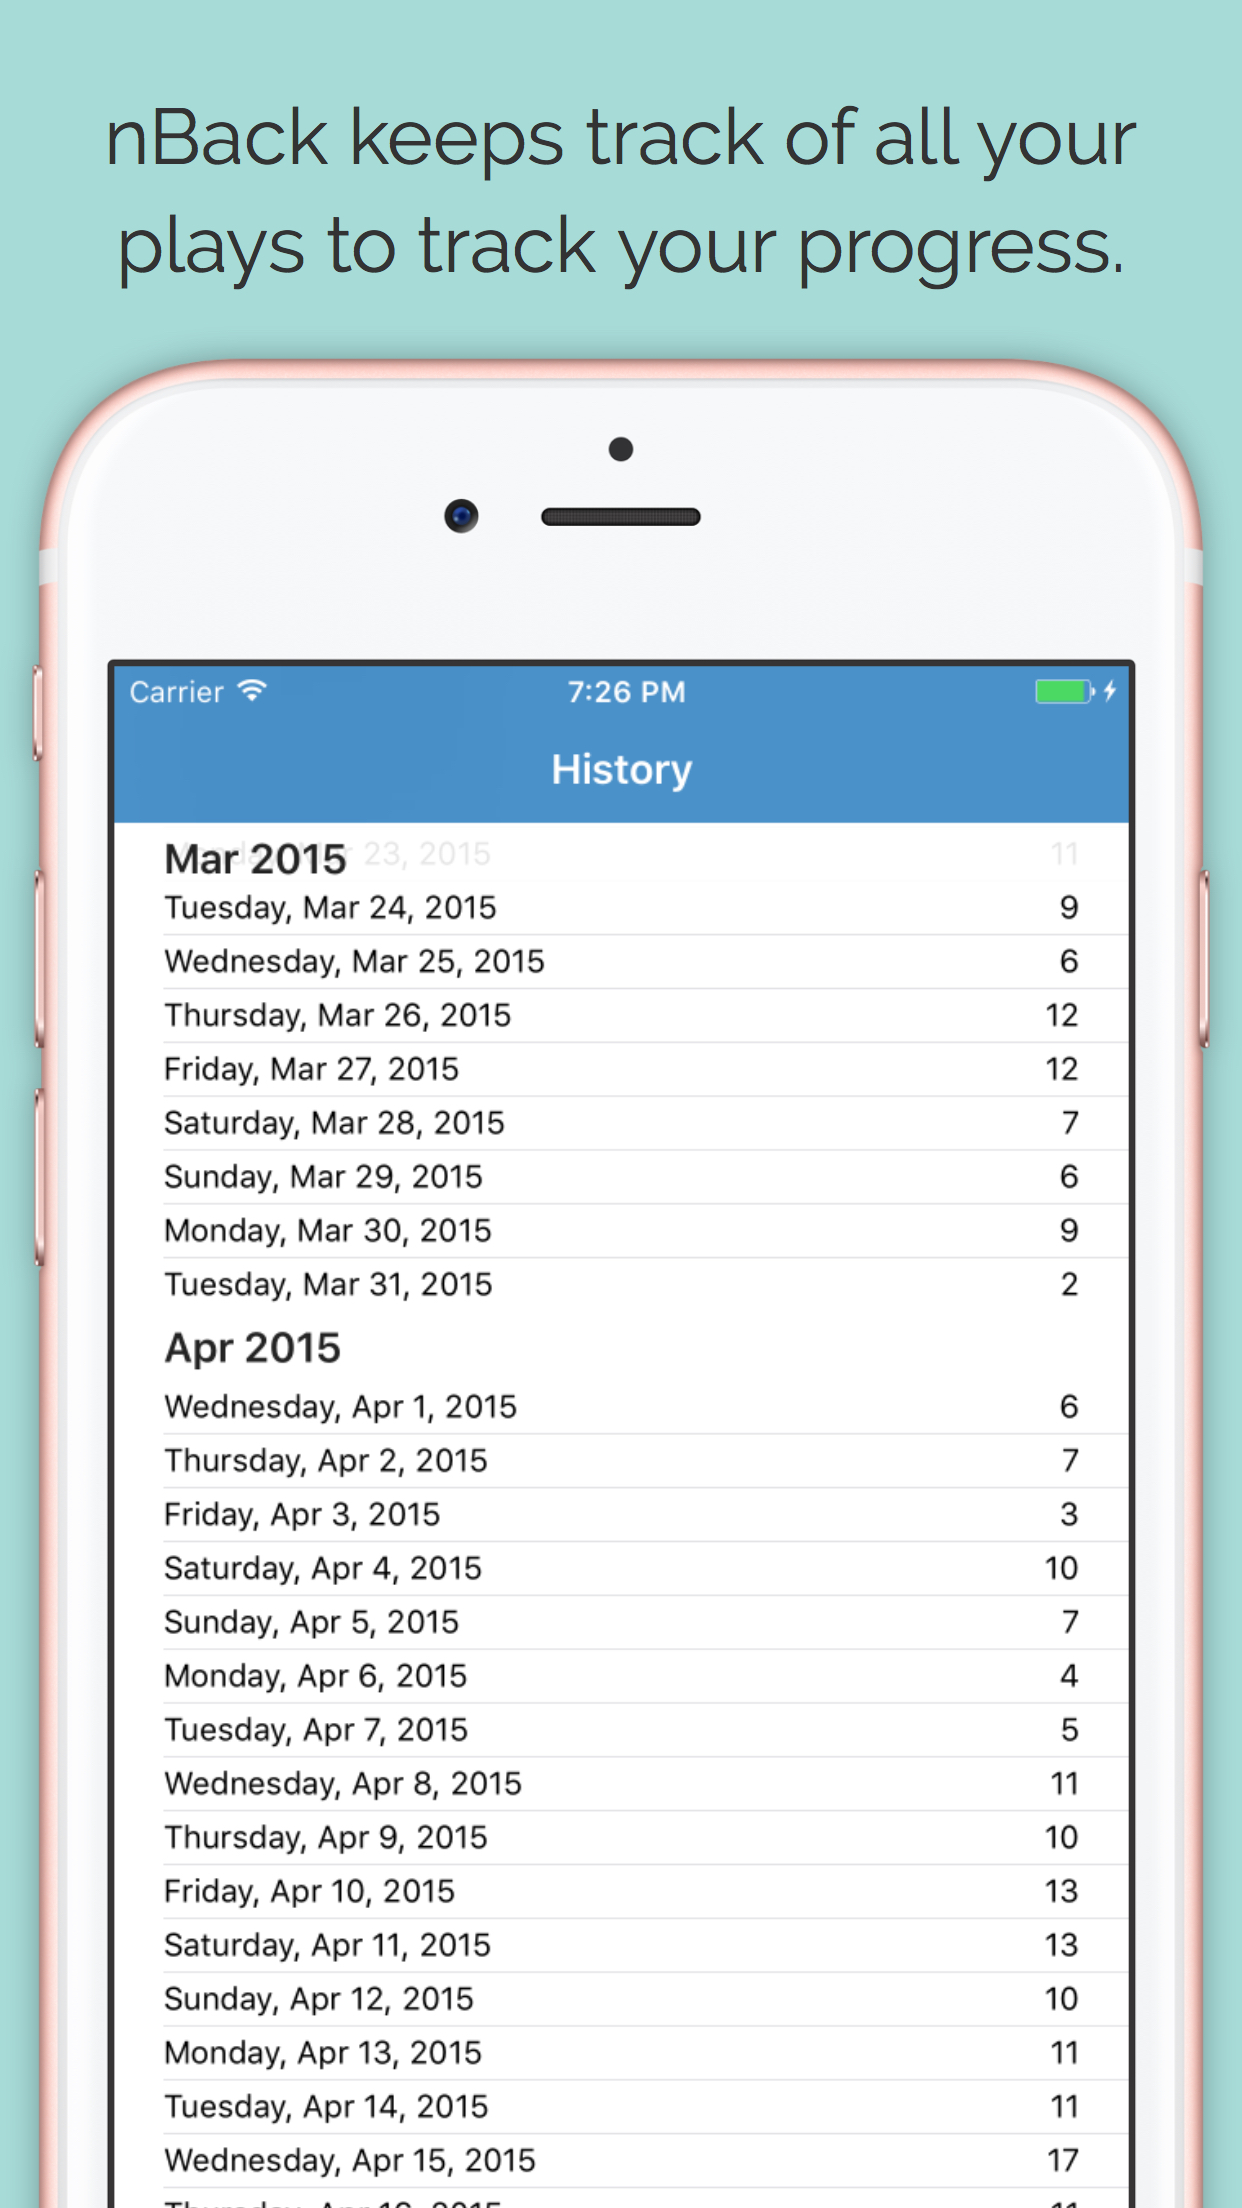 nBack keeps track of all your
plays to track your progress.
Carrier 7:26 PM
History
Mar 2015
Monday, Mar 23, 2015 11
Tuesday, Mar 24, 2015 9
Wednesday, Mar 25, 2015 6
Thursday, Mar 26, 2015 12
Friday, Mar 27, 2015 12
Saturday, Mar 28, 2015 7
Sunday, Mar 29, 2015 6
Monday, Mar 30, 2015 9
Tuesday, Mar 31, 2015 2
Apr 2015
Wednesday, Apr 1, 2015 6
Thursday, Apr 2, 2015 7
Friday, Apr 3, 2015 3
Saturday, Apr 4, 2015 10
Sunday, Apr 5, 2015 7
Monday, Apr 6, 2015 4
Tuesday, Apr 7, 2015 5
Wednesday, Apr 8, 2015 11
Thursday, Apr 9, 2015 10
Friday, Apr 10, 2015 13
Saturday, Apr 11, 2015 13
Sunday, Apr 12, 2015 10
Monday, Apr 13, 2015 11
Tuesday, Apr 14, 2015 11
Wednesday, Apr 15, 2015 17